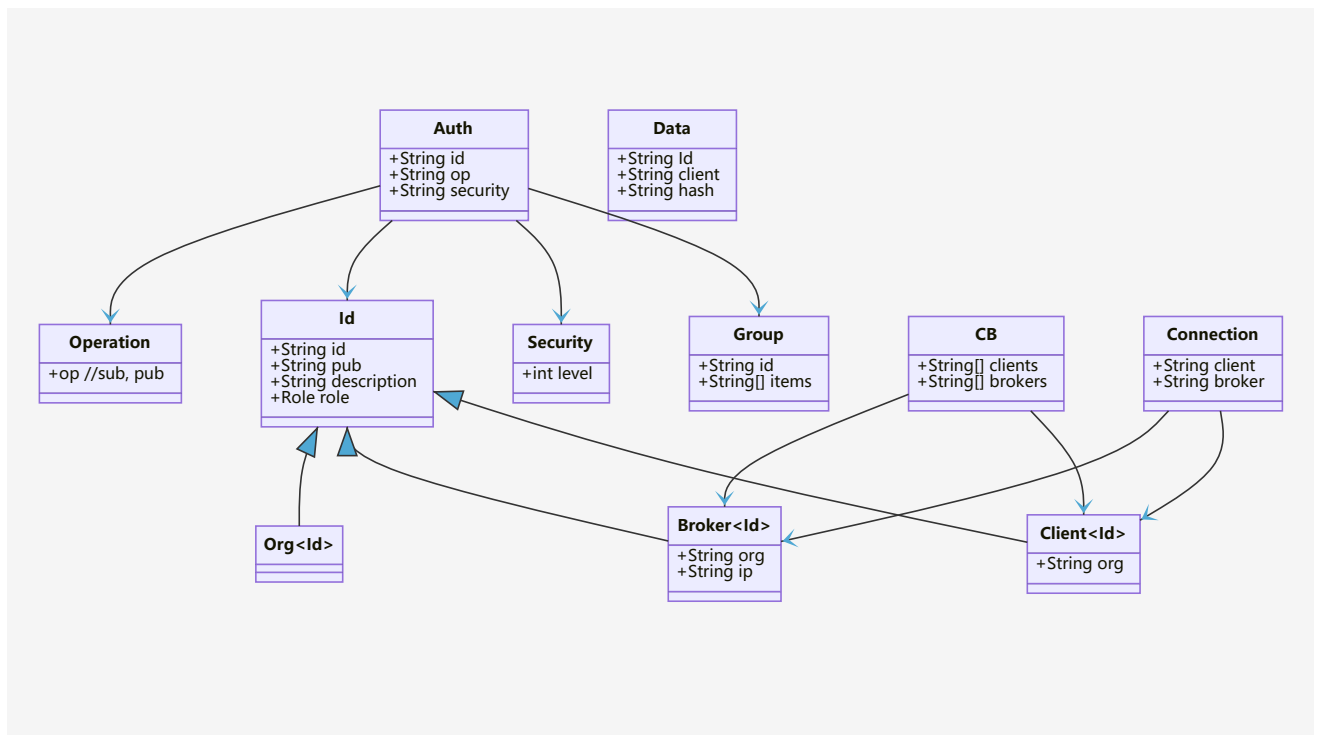 Auth
+String id
+String op
+String security
Data
+String Id
+String client
+String hash
Operation
+op //sub, pub
Id
+String id
+String pub
+String description
+Role role
Security
+int level
Group
+String id
+String[] items
CB
+String[] clients
+String[] brokers
Connection
+String client
+String broker
Org<Id>
Broker<Id>
+String org
+String ip
Client<Id>
+String org